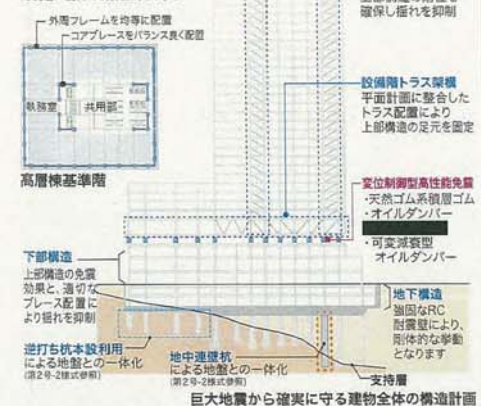 外周フレームを均等に配置
コアブレースをバランス良く配置
執務室
共用部
高層棟基準階
確保し揺れを抑制
設備階トラス架構
平面計画に整合した
トラス配置により
上部構造の足元を固定
変位制御型高性能免震
・天然ゴム系積層ゴム
・オイルダンパー
・可変減衰型
オイルダンパー
下部構造
上部構造の免震
効果と、適切な
ブレース配置に
より揺れを抑制
地下構造
強固なRC
耐震壁により、
剛体的な挙動
となります
逆打ち杭本設利用
による地盤との一体化
(第2号-2様式参照)
地中連壁杭
による地盤との一体化
(第2号-2様式参照)
支持層
巨大地震から確実に守る建物全体の構造計画